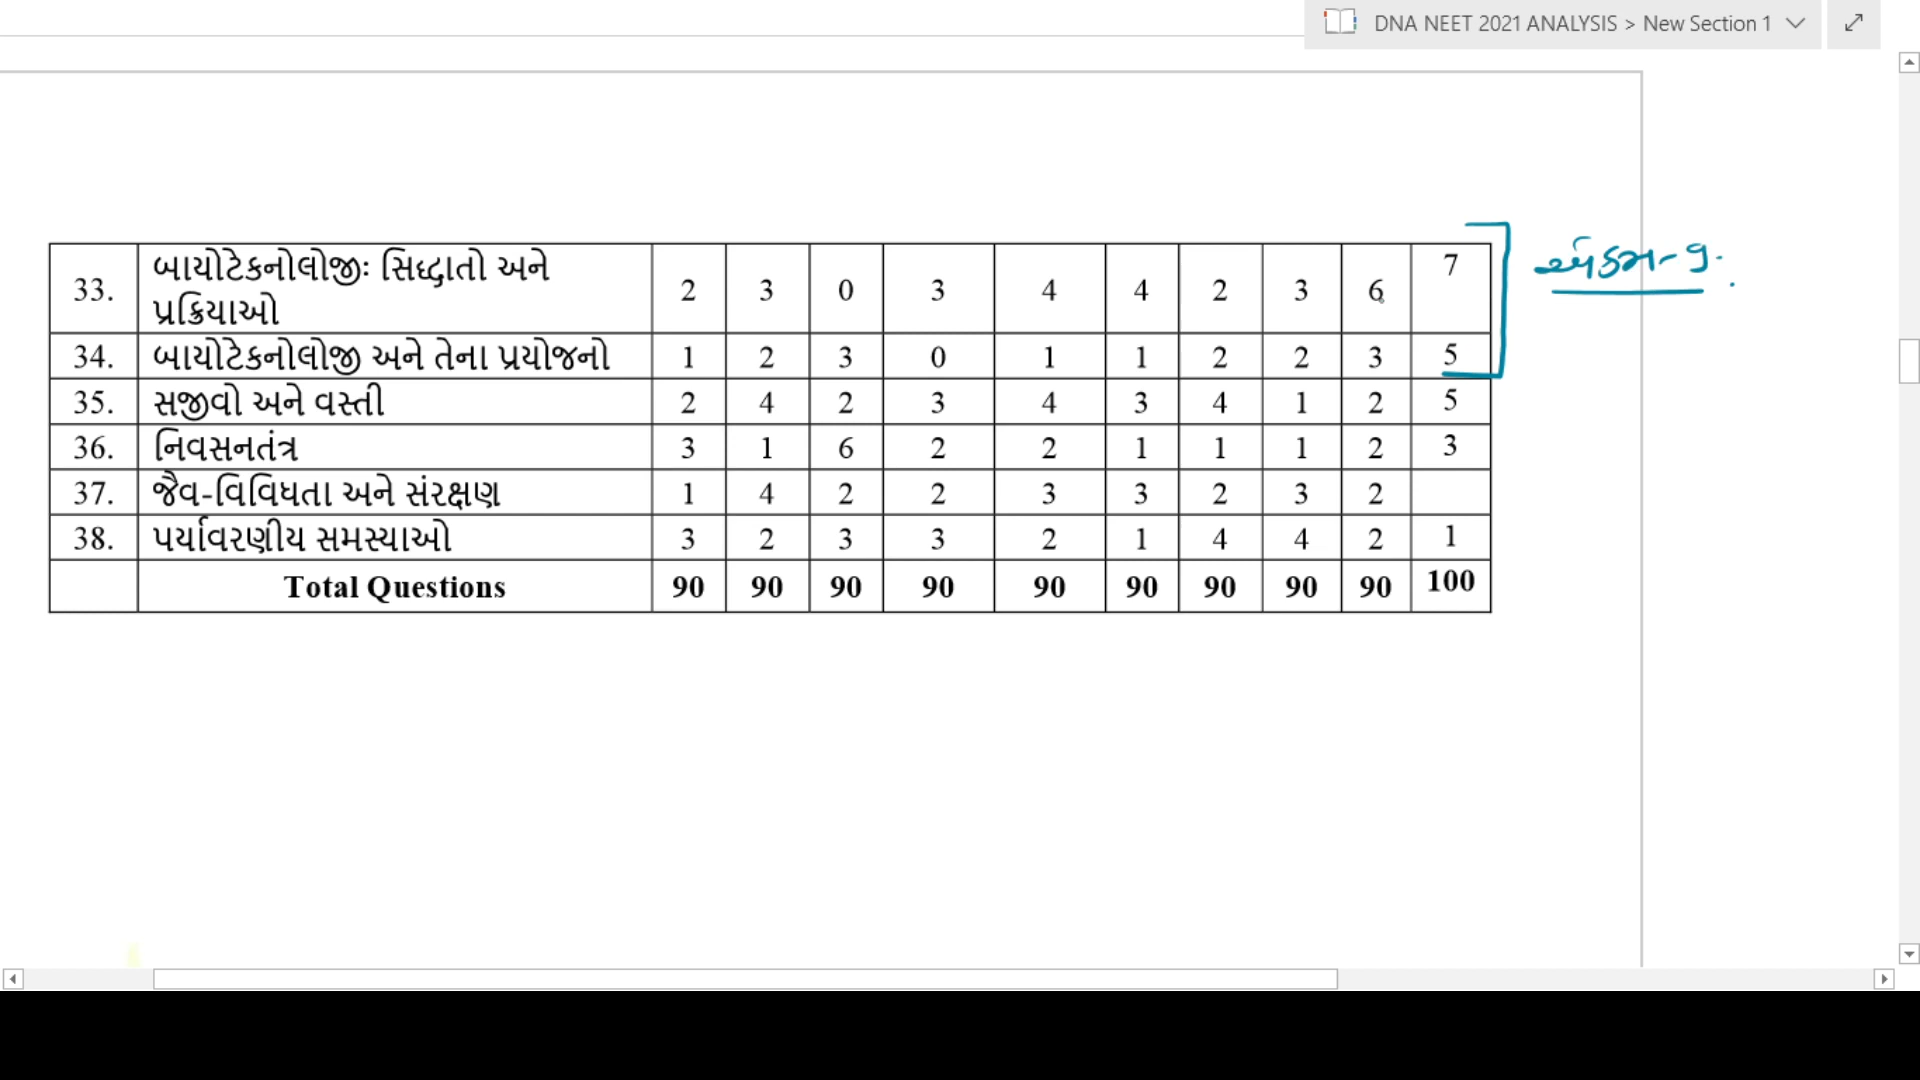 DNA NEET 2021 ANALYSIS > New Section 1
33. બાયોટેકનોલોજીઃ સિદ્ધાતો અને પ્રક્રિયાઓ 2 3 0 3 4 4 2 3 6 7
એકમ-9.
34. બાયોટેકનોલોજી અને તેના પ્રયોજનો 1 2 3 0 1 1 2 2 3 5
35. સજીવો અને વસ્તી 2 4 2 3 4 3 4 1 2 5
36. નિવસનતંત્ર 3 1 6 2 2 1 1 1 2 3
37. જૈવ-વિવિધતા અને સંરક્ષણ 1 4 2 2 3 3 2 3 2
38. પર્યાવરણીય સમસ્યાઓ 3 2 3 3 2 1 4 4 2 1
Total Questions 90 90 90 90 90 90 90 90 90 100